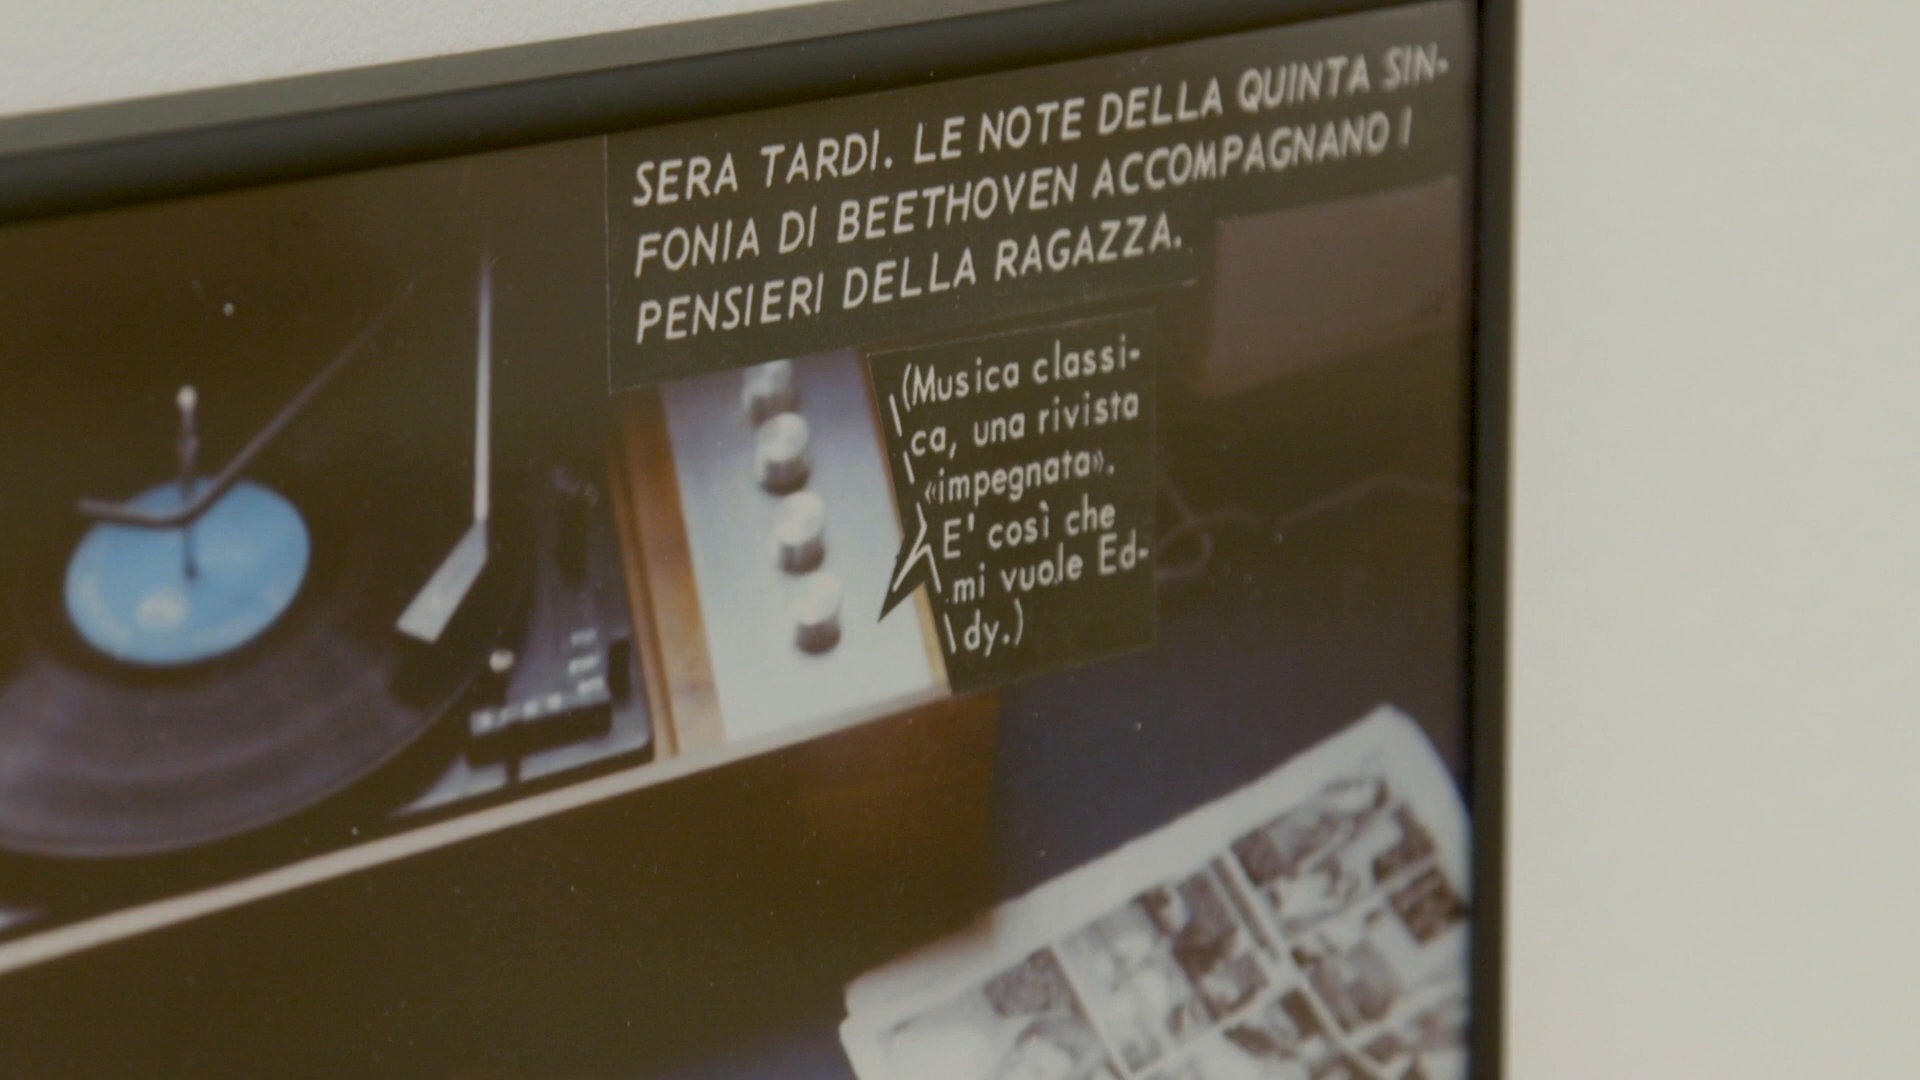 SERA TARDI. LE NOTE DELLA QUINTA SIN-
FONIA DI BEETHOVEN ACCOMPAGNANO I
PENSIERI DELLA RAGAZZA.
(Musica classi-
ca, una rivista
«impegnata».
E' così che
mi vuole Ed-
dy.)